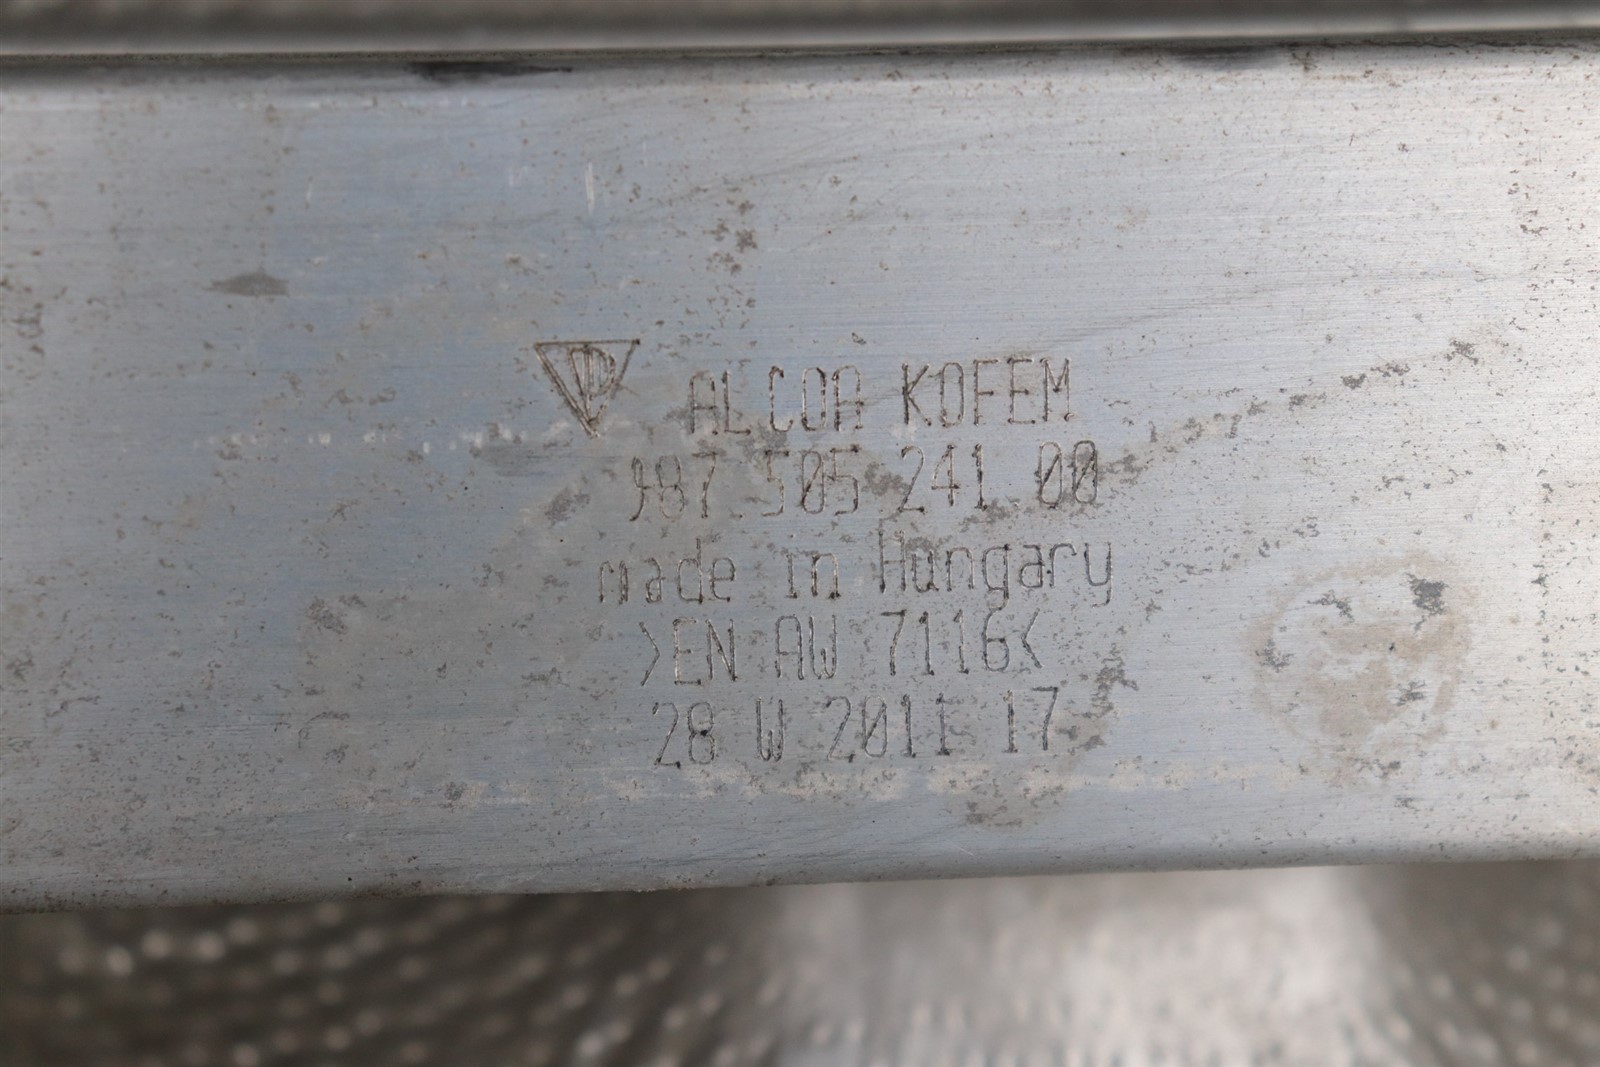 ALCOA KOFEM
987.505.241.00
made in Hungary
>EN AW 7116<
28 W 2011 17